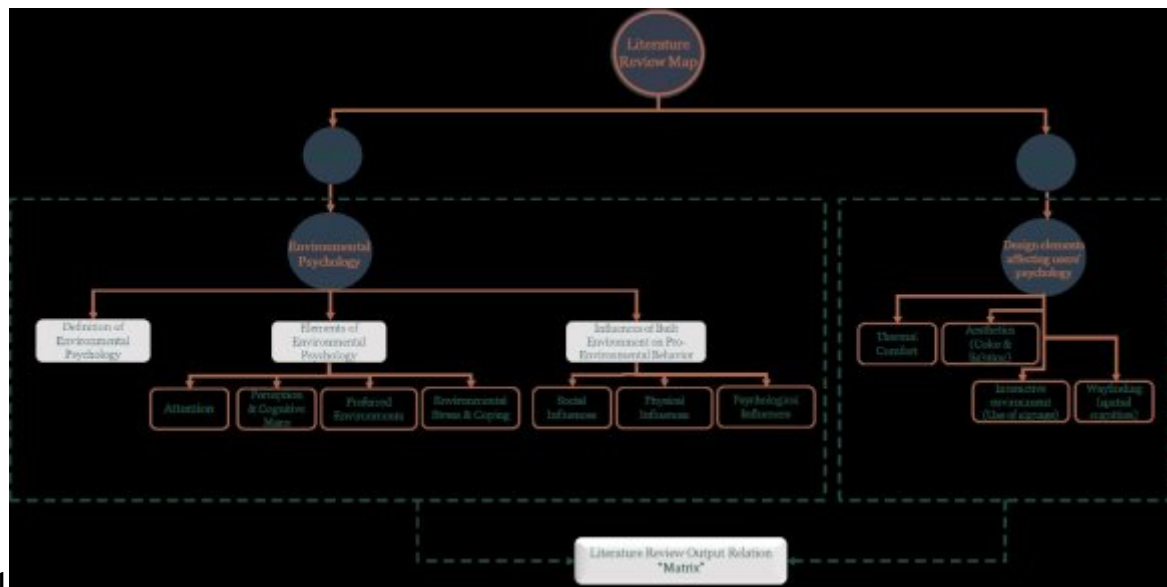 Literature
Review Map
Environmental
Psychology
Design elements
affecting users'
psychology
Definition of
Environmental
Psychology
Elements of
Environmental
Psychology
Influences of Built
Environment on Pro-
Environmental Behavior
Thermal
Comfort
Aesthetics
(Color &
Attention
Perception
& Cognitive
Maps
Preferred
Environments
Environmental
Stress & Coping
Social
Influences
Physical
Influences
Psychological
Influences
Interactive
environment
(Use of signage)
Wayfinding
(spatial
cognition)
Literature Review Output Relation
"Matrix"